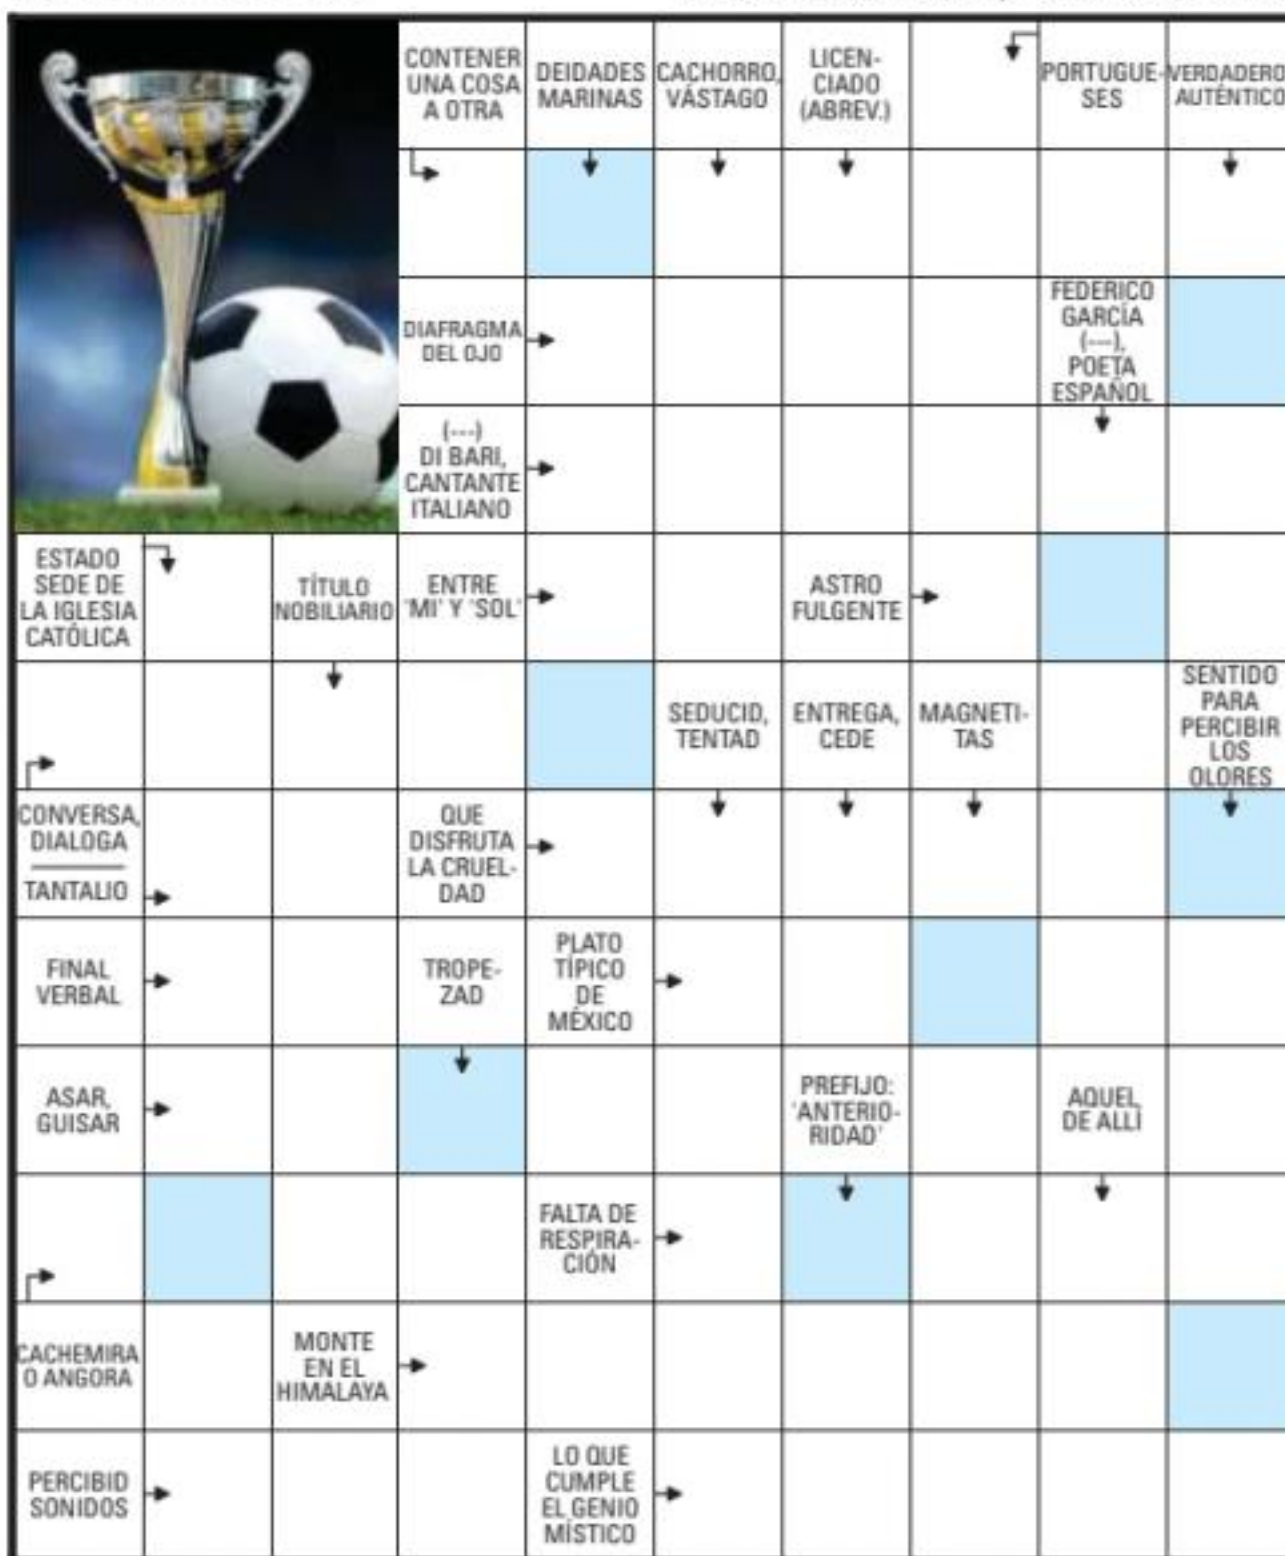 CONTENER
UNA COSA
A OTRA
DEIDADES
MARINAS
CACHORRO,
VÁSTAGO
LICEN-
CIADO
(ABREV.)
PORTUGUE-
SES
VERDADERO,
AUTÉNTICO
DIAFRAGMA
DEL OJO
FEDERICO
GARCÍA
(---),
POETA
ESPAÑOL
(---)
DI BARI,
CANTANTE
ITALIANO
ESTADO
SEDE DE
LA IGLESIA
CATÓLICA
TÍTULO
NOBILIARIO
ENTRE
'MI' Y 'SOL'
ASTRO
FULGENTE
SEDUCID,
TENTAD
ENTREGA,
CEDE
MAGNETI-
TAS
SENTIDO
PARA
PERCIBIR
LOS
OLORES
CONVERSA,
DIALOGA
TANTALIO
QUE
DISFRUTA
LA CRUEL-
DAD
FINAL
VERBAL
TROPE-
ZAD
PLATO
TÍPICO
DE
MÉXICO
ASAR,
GUISAR
PREFIJO:
'ANTERIO-
RIDAD'
AQUEL
DE ALLÍ
FALTA DE
RESPIRA-
CIÓN
CACHEMIRA
O ANGORA
MONTE
EN EL
HIMALAYA
PERCIBID
SONIDOS
LO QUE
CUMPLE
EL GENIO
MÍSTICO